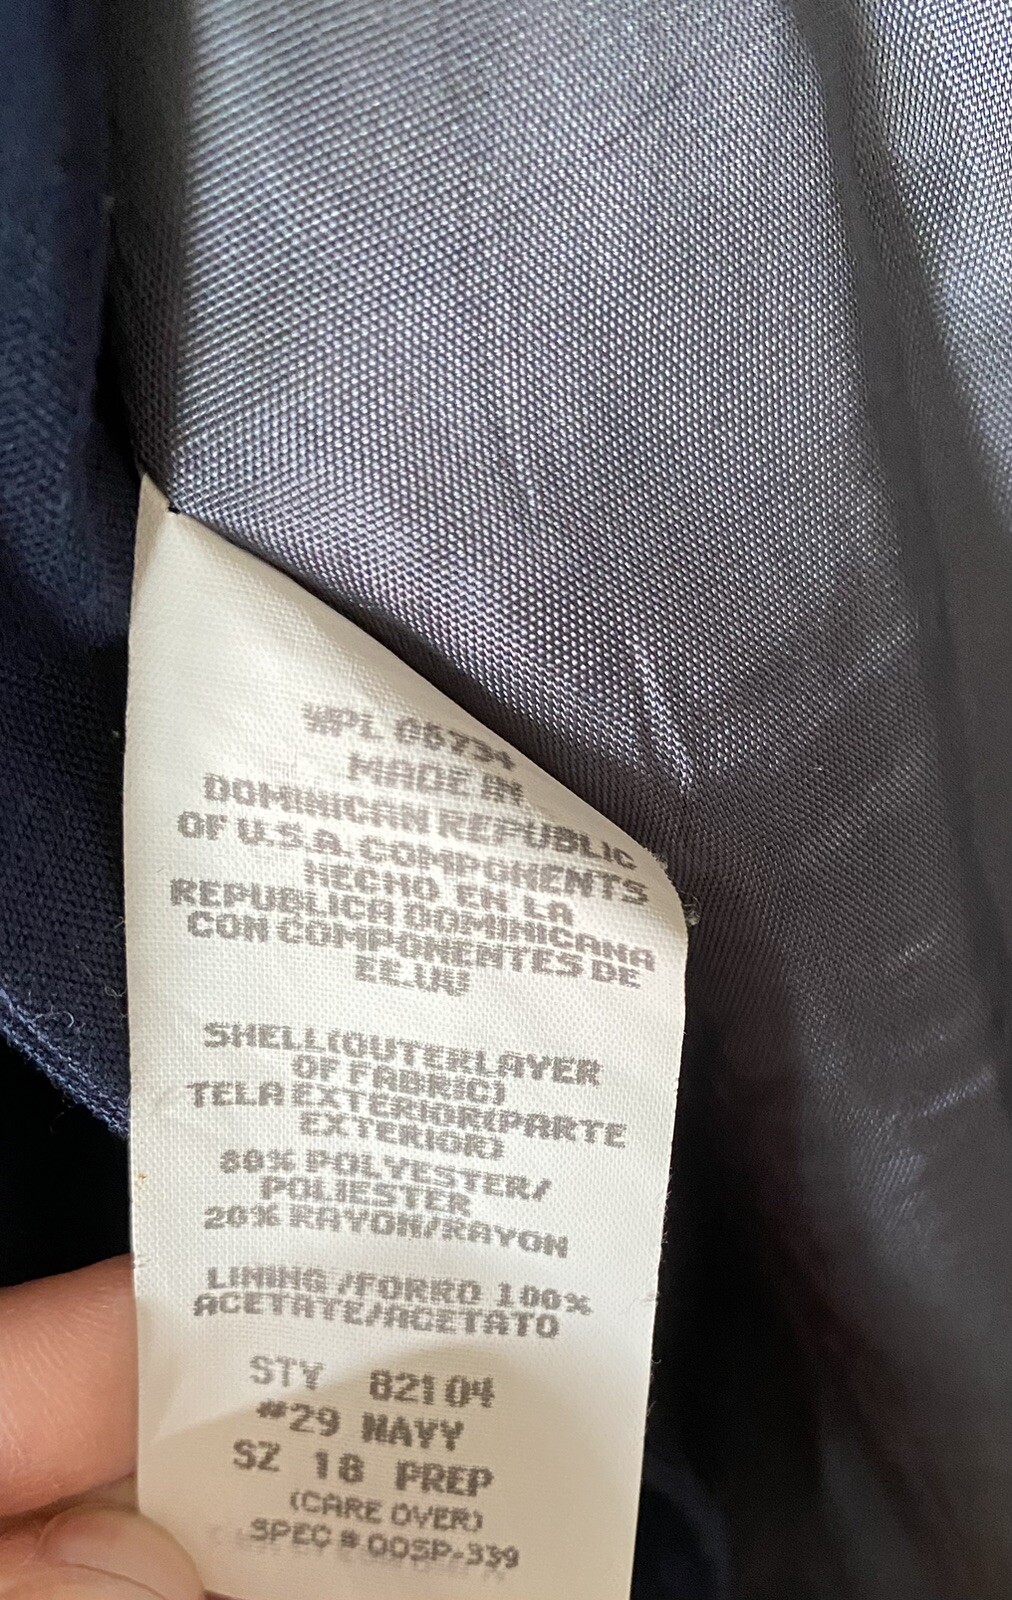 WPL 06734
MADE IN
DOMINICAN REPUBLIC
OF U.S.A. COMPONENTS
HECHO EN LA
REPUBLICA DOMINICANA
CON COMPONENTES DE
EE.UU
SHELL(OUTERLAYER
OF FABRIC)
TELA EXTERIOR(PARTE
EXTERIOR)
80% POLYESTER/
POLIESTER
20% RAYON/RAYON
LINING /FORRO 100%
ACETATE/ACETATO
STY 82104
#29 NAVY
SZ 18 PREP
(CARE OVER)
SPEC # 00SP-339